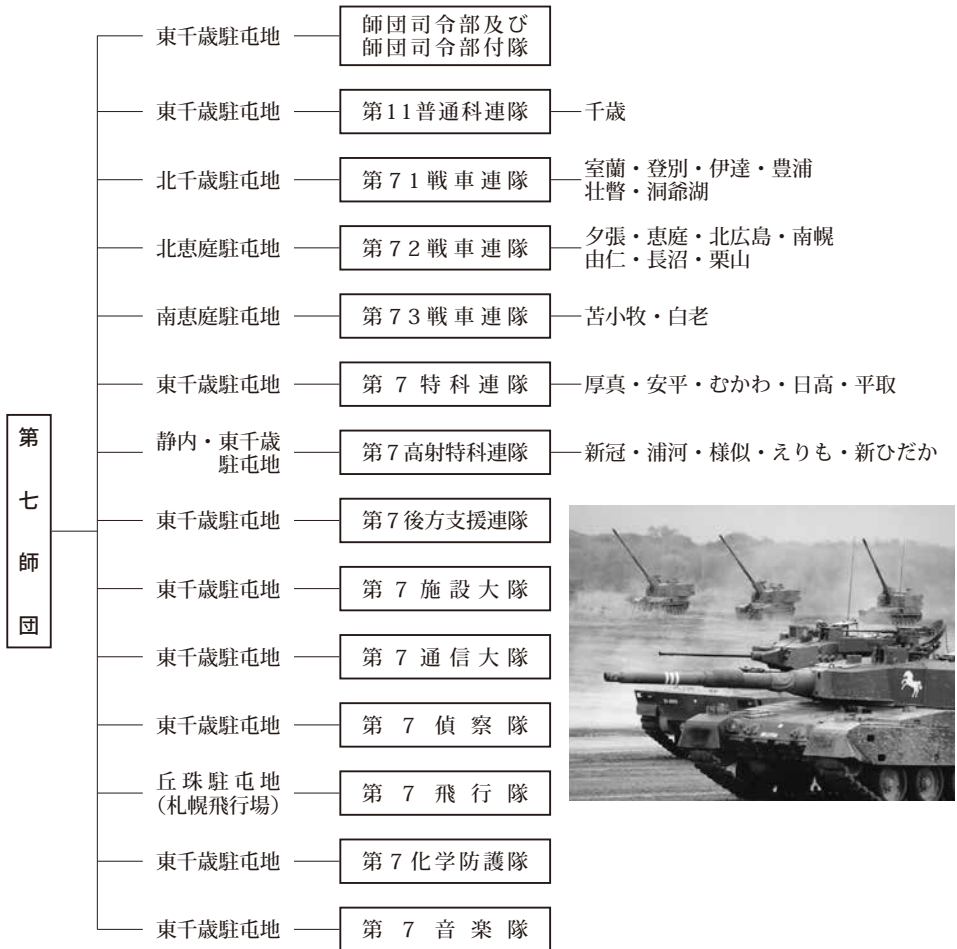 第七師団
東千歳駐屯地
師団司令部及び
師団司令部付隊
東千歳駐屯地
第11普通科連隊
千歳
北千歳駐屯地
第71戦車連隊
室蘭・登別・伊達・豊浦
壮瞥・洞爺湖
北恵庭駐屯地
第72戦車連隊
夕張・恵庭・北広島・南幌
由仁・長沼・栗山
南恵庭駐屯地
第73戦車連隊
苫小牧・白老
東千歳駐屯地
第7特科連隊
厚真・安平・むかわ・日高・平取
静内・東千歳
駐屯地
第7高射特科連隊
新冠・浦河・様似・えりも・新ひだか
東千歳駐屯地
第7後方支援連隊
東千歳駐屯地
第7施設大隊
東千歳駐屯地
第7通信大隊
東千歳駐屯地
第7偵察隊
丘珠駐屯地
（札幌飛行場）
第7飛行隊
東千歳駐屯地
第7化学防護隊
東千歳駐屯地
第7音楽隊